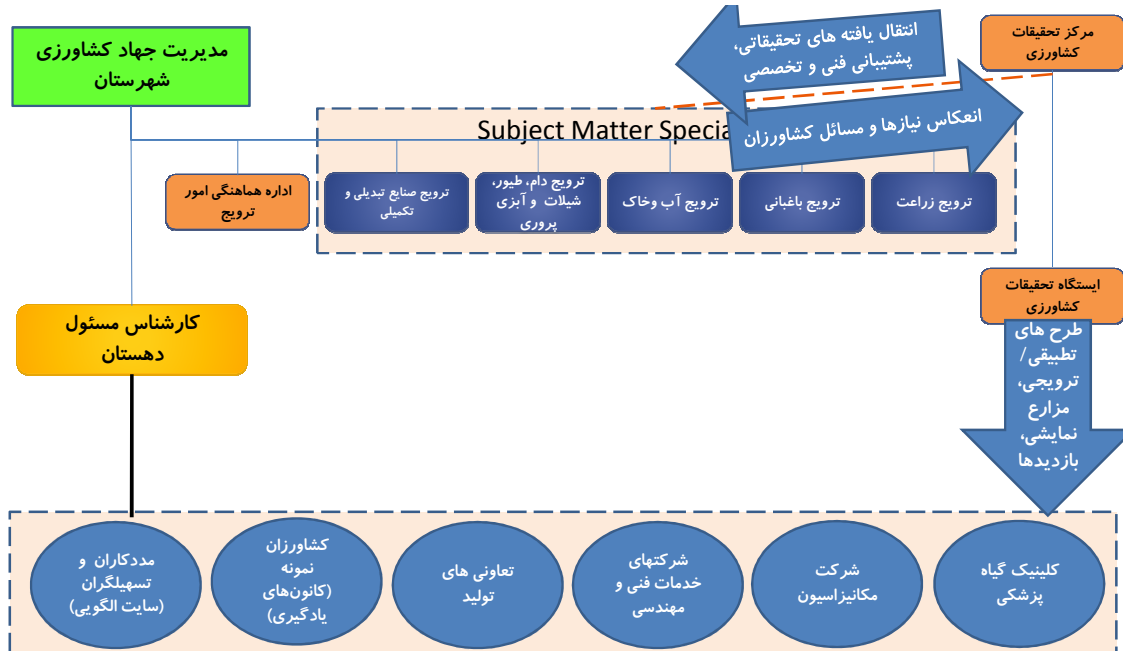 مدیریت جهاد کشاورزی
شهرستان
انتقال یافته های تحقیقاتی،
پشتیبانی فنی و تخصصی
مرکز تحقیقات
کشاورزی
انعکاس نیازها و مسائل کشاورزان
Subject Matter Specia
اداره هماهنگی امور
ترویج
ترویج صنایع تبدیلی و
تکمیلی
ترویج دام، طیور،
شیلات و آبزی
پروری
ترویج آب وخاک
ترویج باغبانی
ترویج زراعت
ایستگاه تحقیقات
کشاورزی
کارشناس مسئول
دهستان
طرح های
تطبیقی/
ترویجی،
مزارع
نمایشی،
بازدیدها
مددکاران و
تسهیلگران
(سایت الگویی)
کشاورزان
نمونه
(کانون‌های
یادگیری)
تعاونی های
تولید
شرکتهای
خدمات فنی و
مهندسی
شرکت
مکانیزاسیون
کلینیک گیاه
پزشکی